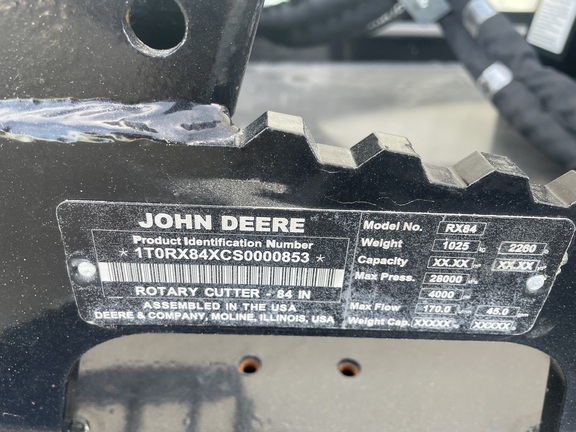 JOHN DEERE
Product Identification Number
* 1T0RX84XCS0000853 *
ROTARY CUTTER - 84 IN
ASSEMBLED IN THE USA
DEERE & COMPANY, MOLINE, ILLINOIS, USA
Model No. RX84
Weight 1025 kg 2260
Capacity XX.XX XX.XX
Max Press. 28000
4000
Max Flow 170.0 45.0
Weight Cap. XXXXX XXXXX